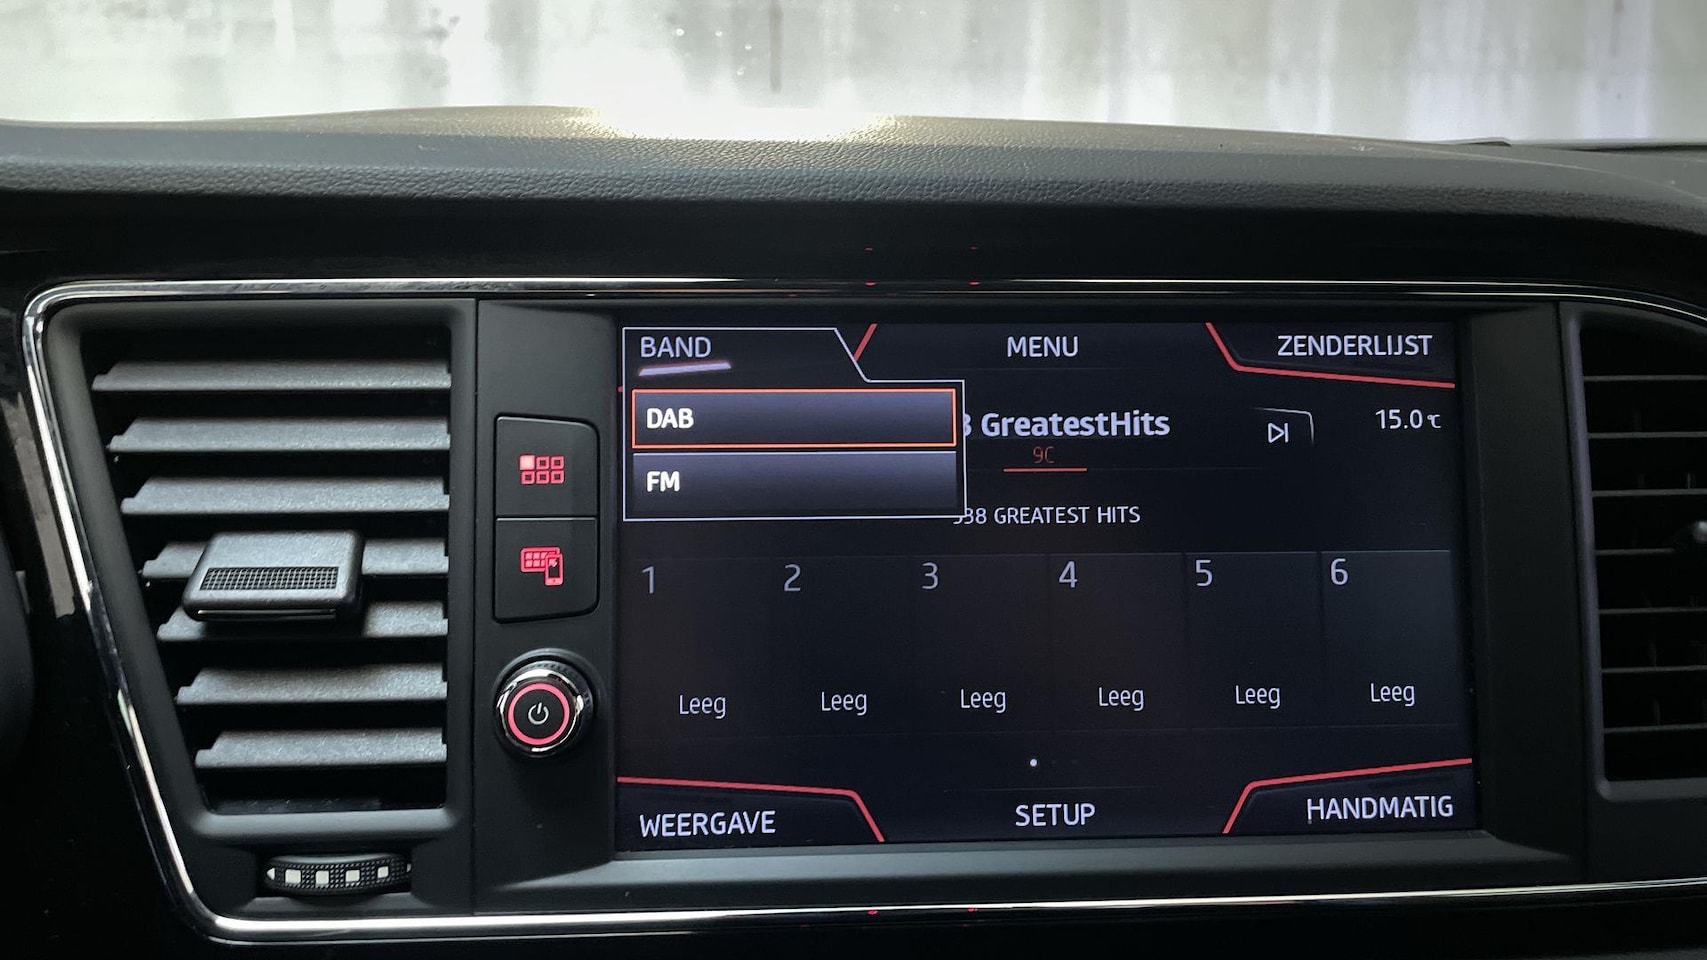 BAND MENU ZENDERLIJST
DAB
GreatestHits 15.0 °C
9C
FM
GREATEST HITS
1 2 3 4 5 6
Leeg Leeg Leeg Leeg Leeg Leeg
WEERGAVE SETUP HANDMATIG